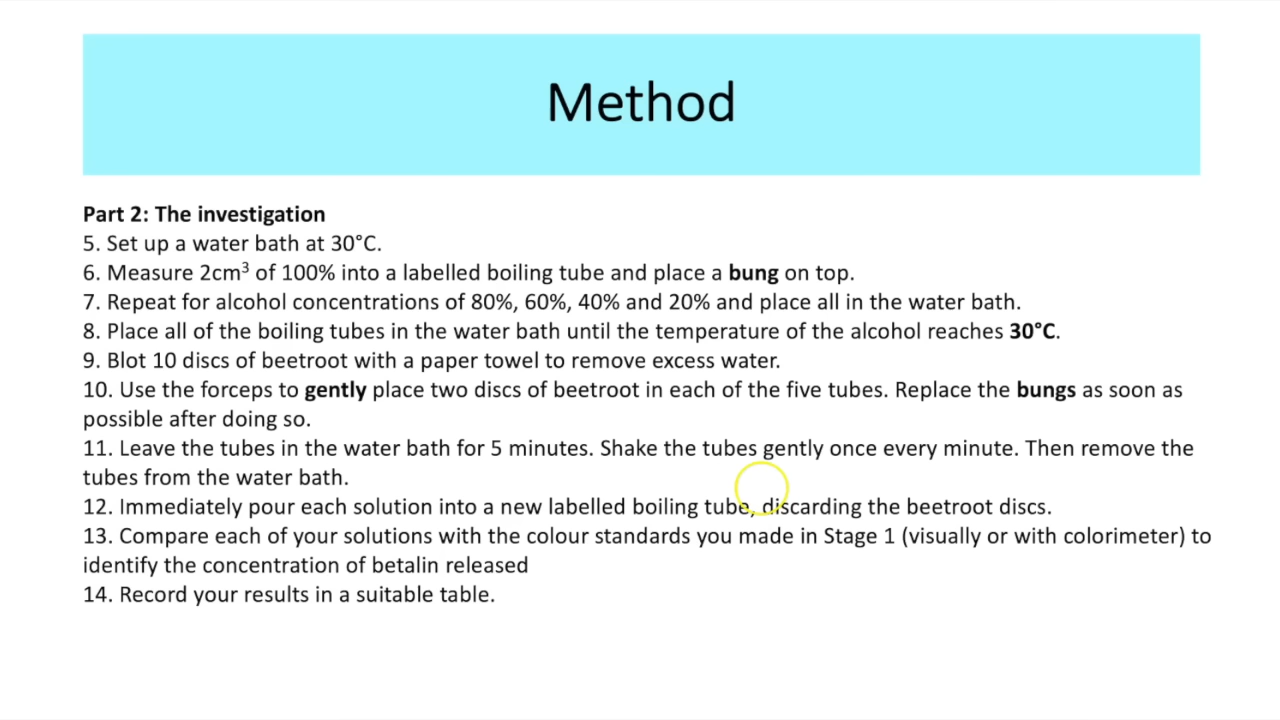 Method
Part 2: The investigation
5. Set up a water bath at 30°C.
6. Measure 2cm³ of 100% into a labelled boiling tube and place a bung on top.
7. Repeat for alcohol concentrations of 80%, 60%, 40% and 20% and place all in the water bath.
8. Place all of the boiling tubes in the water bath until the temperature of the alcohol reaches 30°C.
9. Blot 10 discs of beetroot with a paper towel to remove excess water.
10. Use the forceps to gently place two discs of beetroot in each of the five tubes. Replace the bungs as soon as
possible after doing so.
11. Leave the tubes in the water bath for 5 minutes. Shake the tubes gently once every minute. Then remove the
tubes from the water bath.
12. Immediately pour each solution into a new labelled boiling tube, discarding the beetroot discs.
13. Compare each of your solutions with the colour standards you made in Stage 1 (visually or with colorimeter) to
identify the concentration of betalin released
14. Record your results in a suitable table.